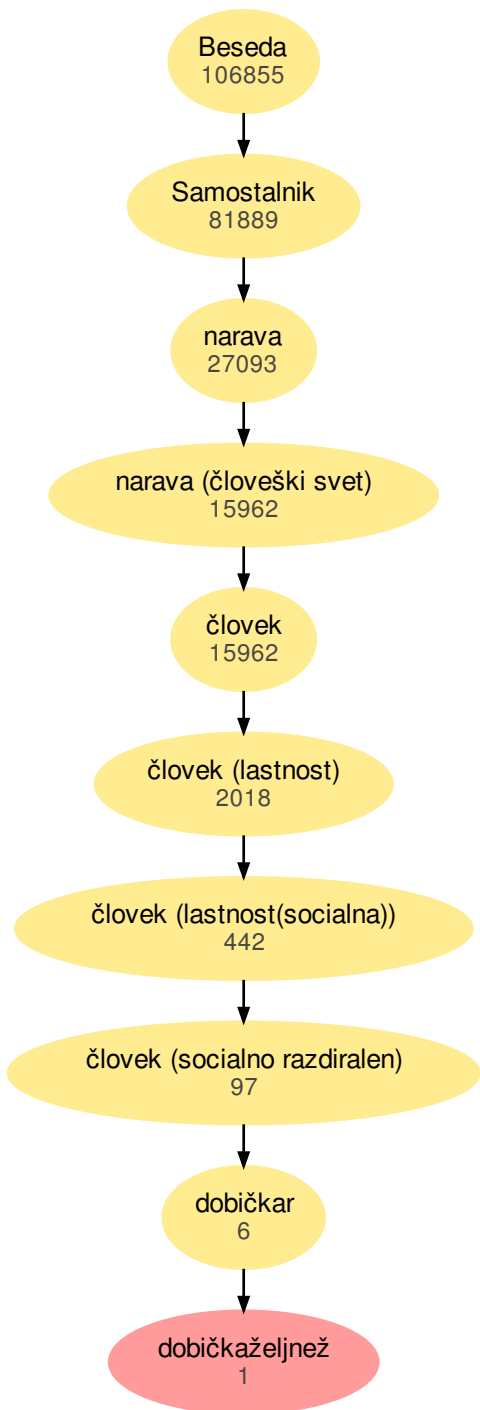 Beseda
106855
Samostalnik
81889
narava
27093
narava (človeški svet)
15962
človek
15962
človek (lastnost)
2018
človek (lastnost(socialna))
442
človek (socialno razdiralen)
97
dobičkar
6
dobičkaželjnež
1